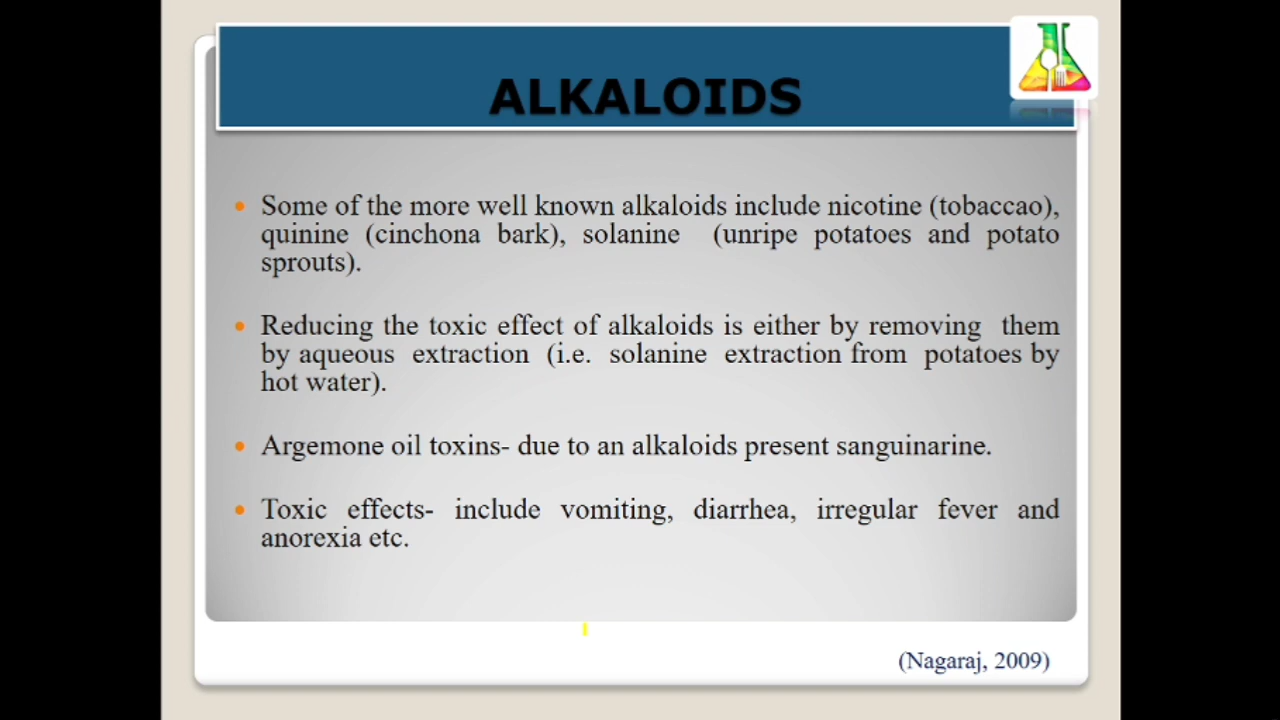 ALKALOIDS
• Some of the more well known alkaloids include nicotine (tobaccao),
quinine (cinchona bark), solanine (unripe potatoes and potato
sprouts).
• Reducing the toxic effect of alkaloids is either by removing them
by aqueous extraction (i.e. solanine extraction from potatoes by
hot water).
• Argemone oil toxins- due to an alkaloids present sanguinarine.
• Toxic effects- include vomiting, diarrhea, irregular fever and
anorexia etc.
(Nagaraj, 2009)